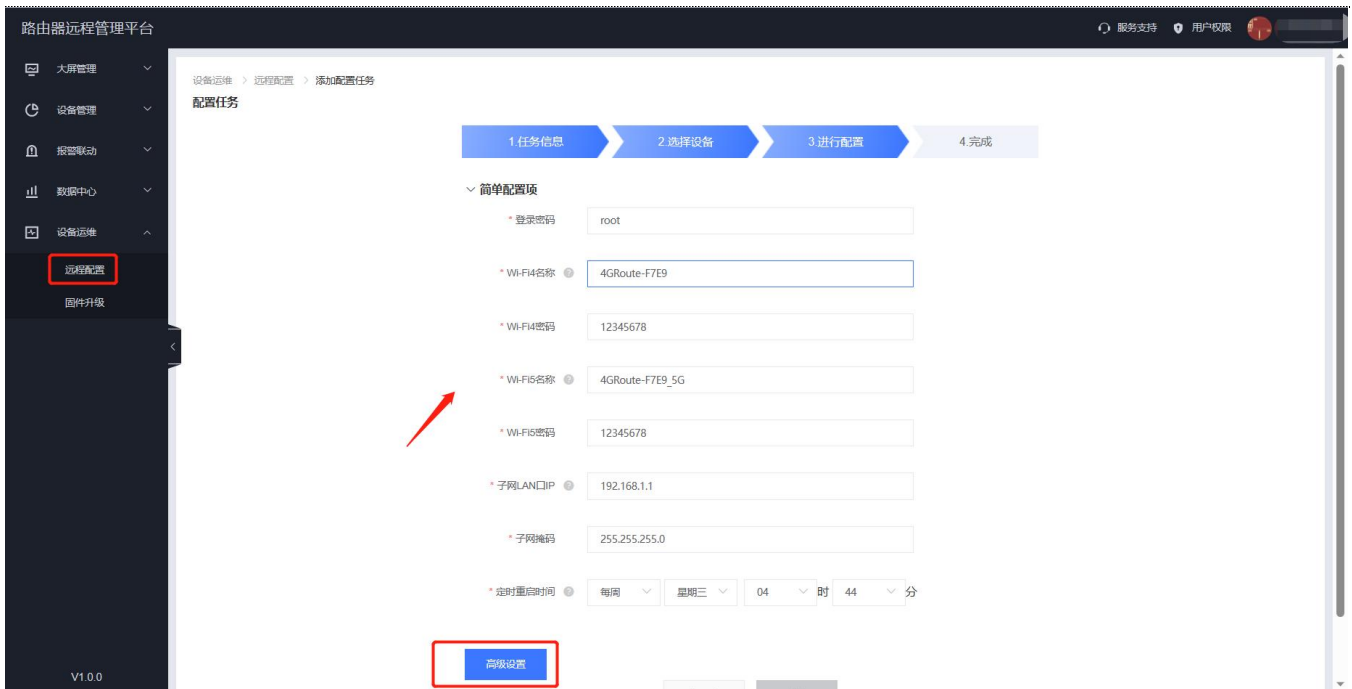 路由器远程管理平台
服务支持 用户权限
大屏管理
设备管理
报警联动
数据中心
设备运维
远程配置
固件升级
V1.0.0
设备运维 > 远程配置 > 添加配置任务
配置任务
1.任务信息 2.选择设备 3.进行配置 4.完成
简单配置项
* 登录密码 root
* Wi-Fi4名称 4GRoute-F7E9
* Wi-Fi4密码 12345678
* Wi-Fi5名称 4GRoute-F7E9_5G
* Wi-Fi5密码 12345678
* 子网LAN口IP 192.168.1.1
* 子网掩码 255.255.255.0
* 定时重启时间 每周 星期三 04 时 44 分
高级设置